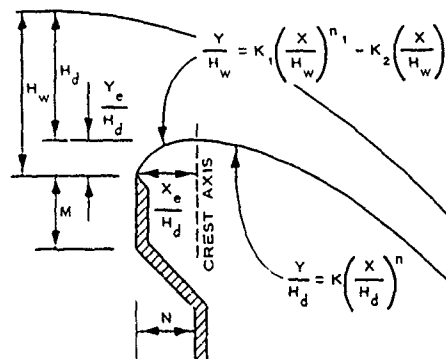 H_w
H_d
Y_e
H_d
Y/H_w = K_1(X/H_w)^{n_1} - K_2(X/H_w)
M
X_e
H_d
CREST AXIS
N
Y/H_d = K(X/H_d)^n